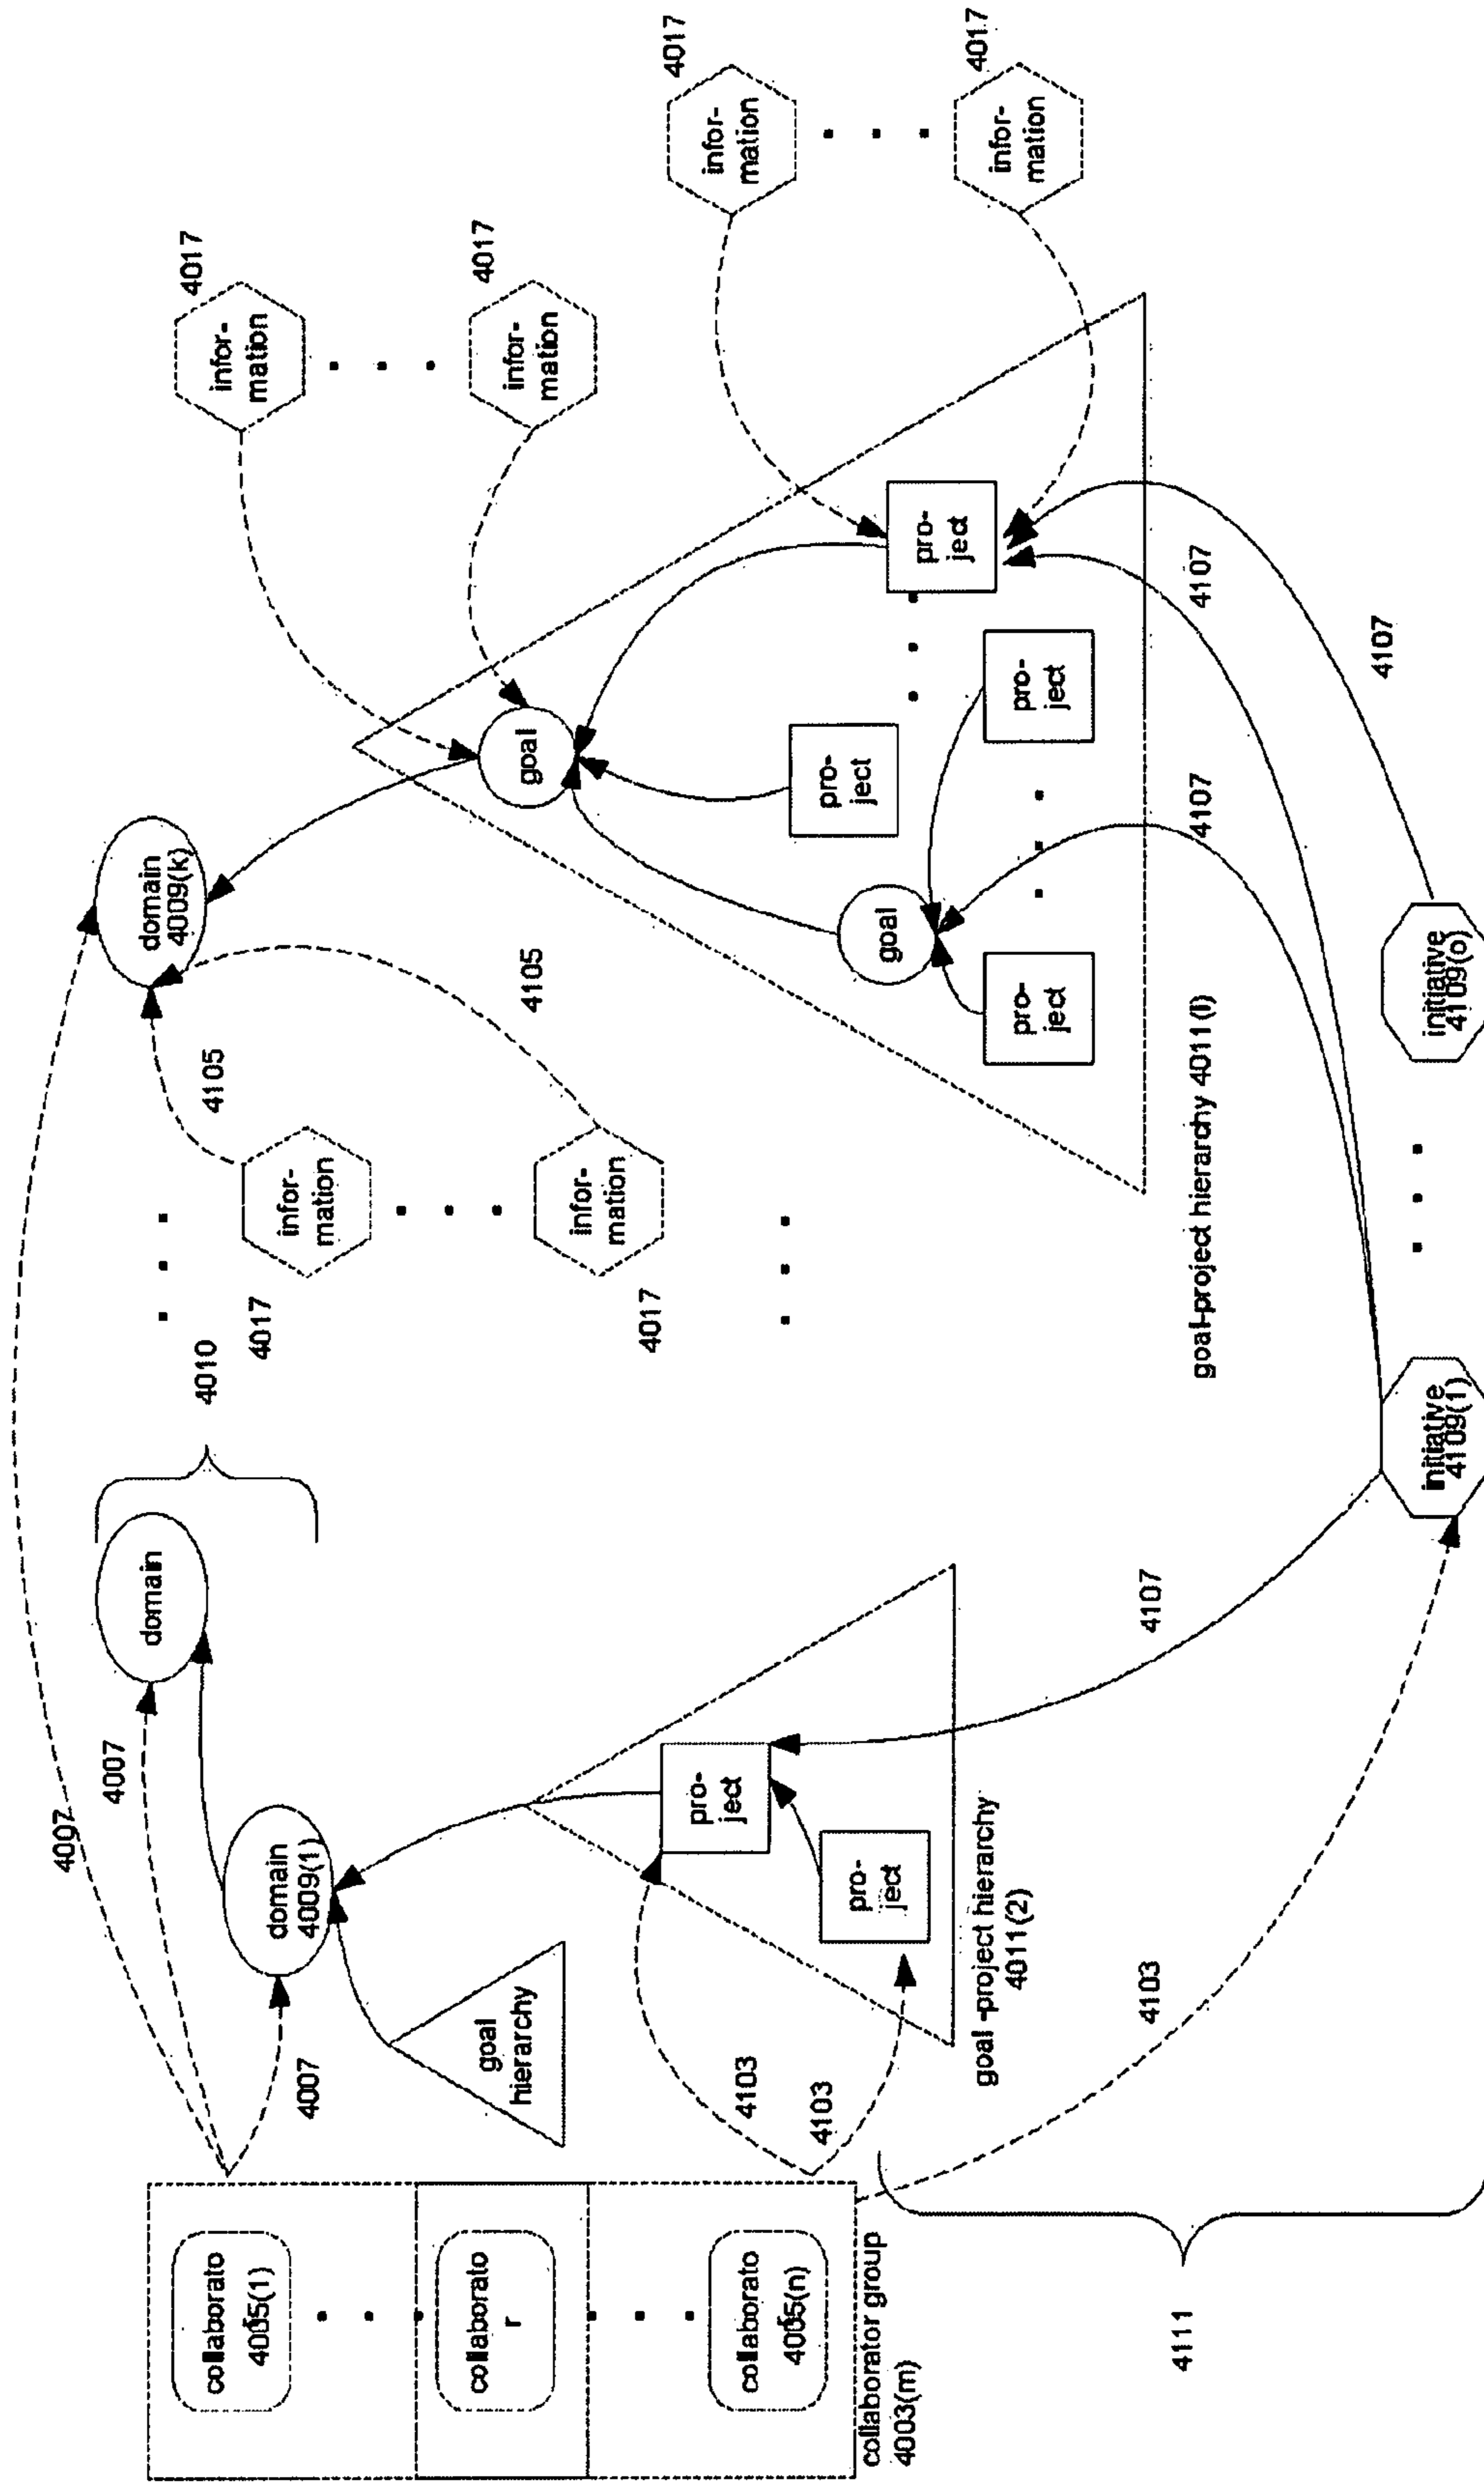 collaborato
4005(1)
collaborato
r
collaborato
4005(n)
collaborator group
4003(m)
4111
4007
4007
4007
domain
4009(1)
domain
4010
goal
hierarchy
4103
4103
pro-
ject
pro-
ject
goal -project hierarchy
4011(2)
4103
4107
4017
infor-
mation
infor-
mation
4017
4105
4105
domain
4009(k)
4017
infor-
mation
4017
infor-
mation
4017
infor-
mation
4017
infor-
mation
goal
goal
pro-
ject
pro-
ject
pro-
ject
pro-
ject
goal-project hierarchy 4011(l)
4107
4107
4107
initiative
4109(1)
initiative
4109(o)